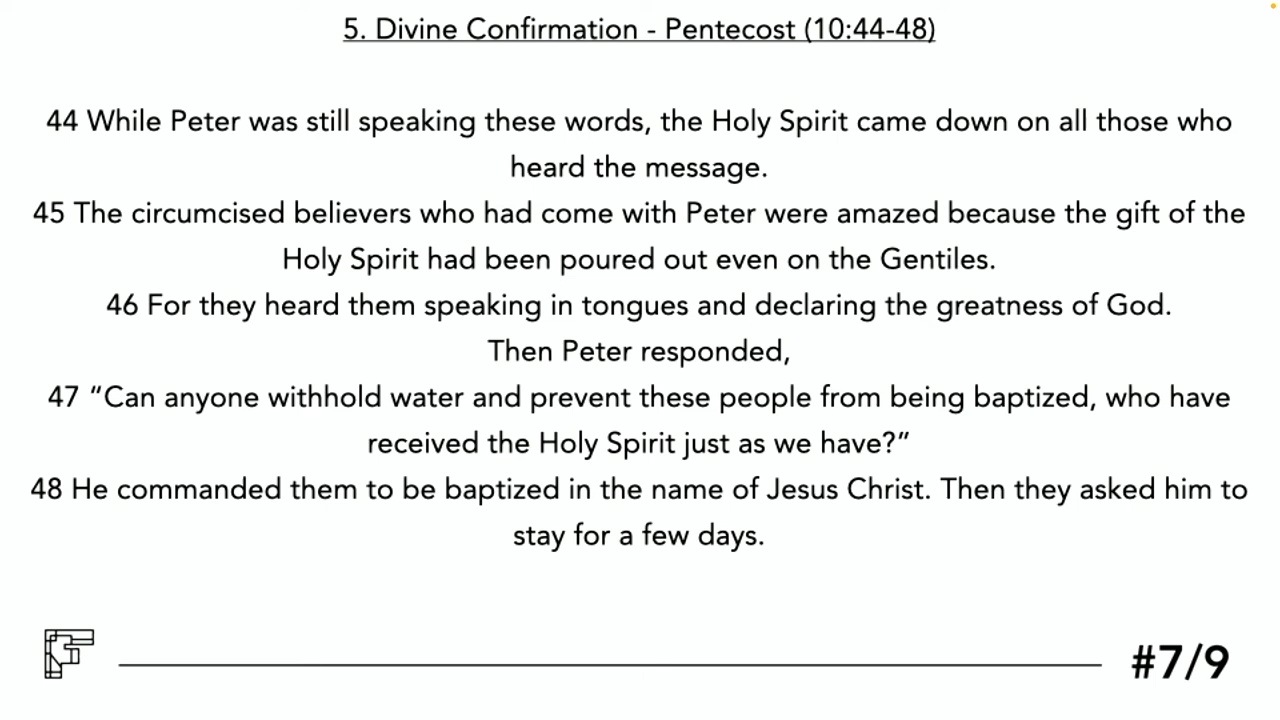 5. Divine Confirmation - Pentecost (10:44-48)
44 While Peter was still speaking these words, the Holy Spirit came down on all those who
heard the message.
45 The circumcised believers who had come with Peter were amazed because the gift of the
Holy Spirit had been poured out even on the Gentiles.
46 For they heard them speaking in tongues and declaring the greatness of God.
Then Peter responded,
47 “Can anyone withhold water and prevent these people from being baptized, who have
received the Holy Spirit just as we have?”
48 He commanded them to be baptized in the name of Jesus Christ. Then they asked him to
stay for a few days.
#7/9